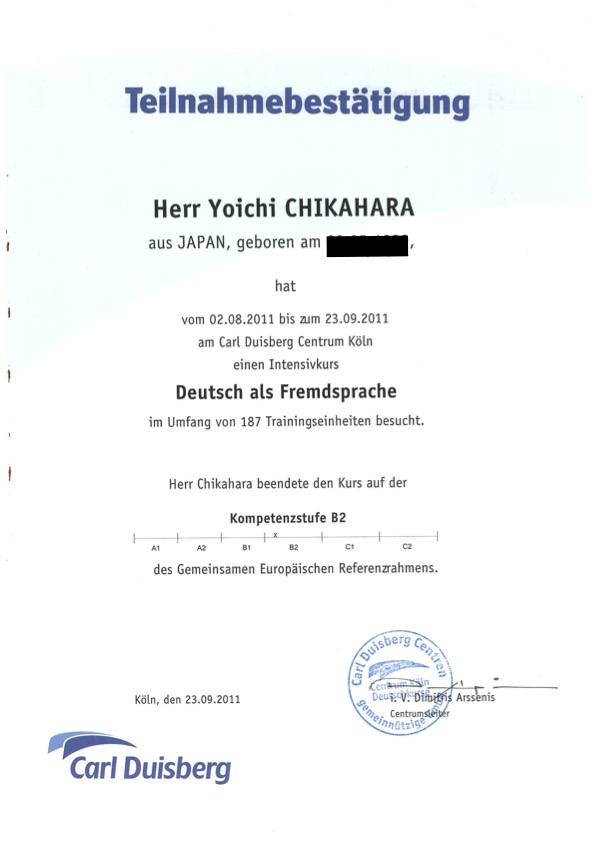 Teilnahmebestätigung
Herr Yoichi CHIKAHARA
aus JAPAN, geboren am ,
hat
vom 02.08.2011 bis zum 23.09.2011
am Carl Duisberg Centrum Köln
einen Intensivkurs
Deutsch als Fremdsprache
im Umfang von 187 Trainingseinheiten besucht.
Herr Chikahara beendete den Kurs auf der
Kompetenzstufe B2
x
A1 A2 B1 B2 C1 C2
des Gemeinsamen Europäischen Referenzrahmens.
Carl Duisberg Centren
Centrum Köln
Deutschkurse
gemeinnützige
Köln, den 23.09.2011
i. V. Dimitris Arssenis
Centrumsleiter
Carl Duisberg